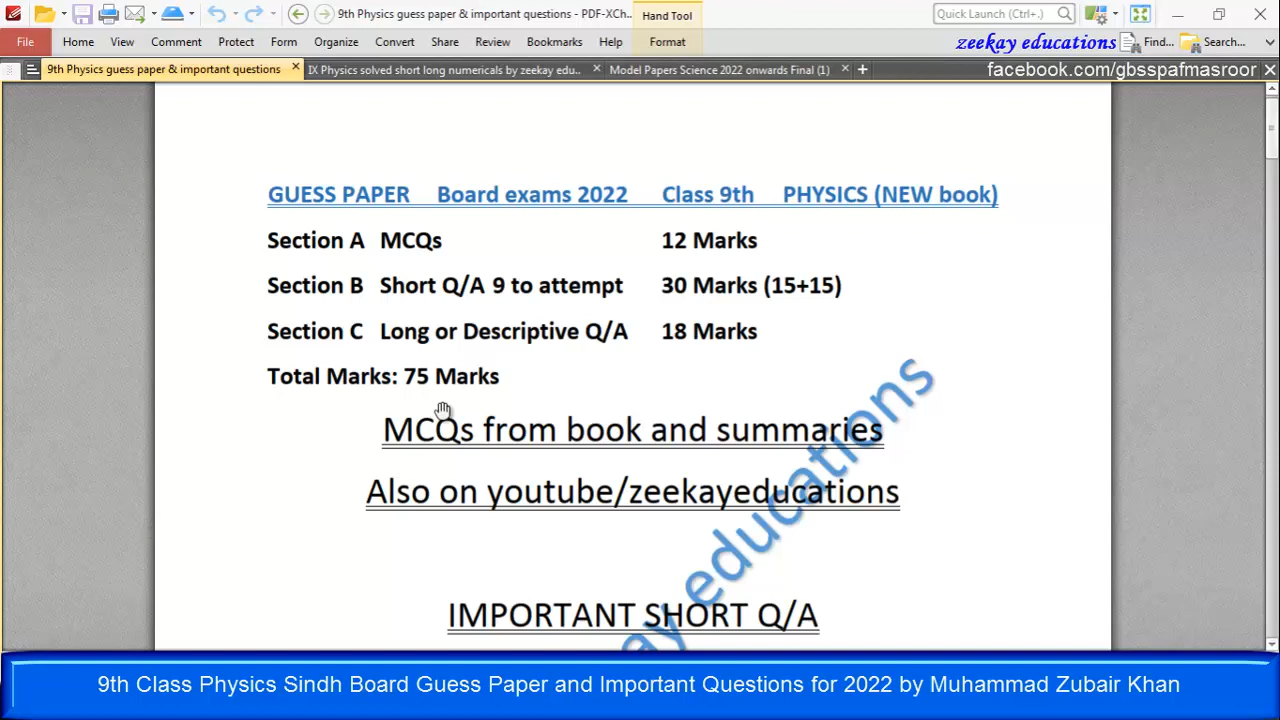 9th Physics guess paper & important questions - PDF-XCh...
Hand Tool
Quick Launch (Ctrl+.)
File Home View Comment Protect Form Organize Convert Share Review Bookmarks Help Format
zeekay educations
Find...
Search...
9th Physics guess paper & important questions
IX Physics solved short long numericals by zeekay edu..
Model Papers Science 2022 onwards Final (1)
facebook.com/gbsspafmasroor
GUESS PAPER Board exams 2022 Class 9th PHYSICS (NEW book)
Section A MCQs 12 Marks
Section B Short Q/A 9 to attempt 30 Marks (15+15)
Section C Long or Descriptive Q/A 18 Marks
Total Marks: 75 Marks
MCQs from book and summaries
Also on youtube/zeekayeducations
IMPORTANT SHORT Q/A
ay educations
9th Class Physics Sindh Board Guess Paper and Important Questions for 2022 by Muhammad Zubair Khan